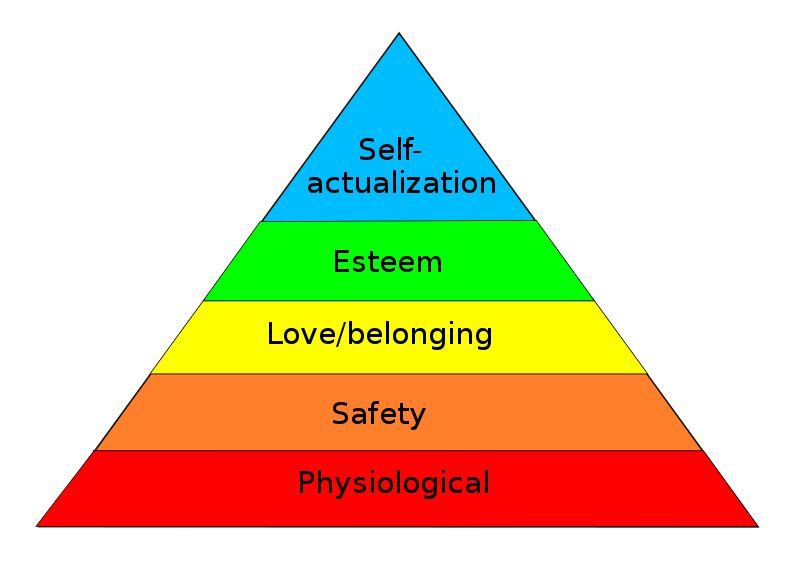 Self-
actualization
Esteem
Love/belonging
Safety
Physiological